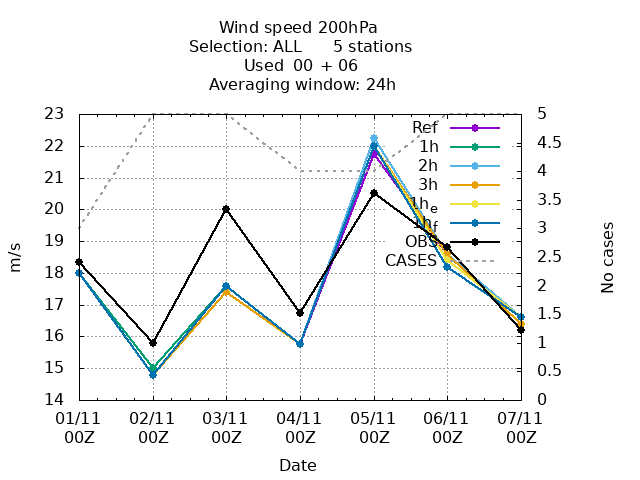 Wind speed 200hPa
Selection: ALL 5 stations
Used 00 + 06
Averaging window: 24h
23
22
21
20
19
18
17
16
15
14
m/s
5
4.5
4
3.5
3
2.5
2
1.5
1
0.5
0
No cases
Ref
1h
2h
3h
1he
1hf
OBS
CASES
01/11 02/11 03/11 04/11 05/11 06/11 07/11
00Z 00Z 00Z 00Z 00Z 00Z 00Z
Date